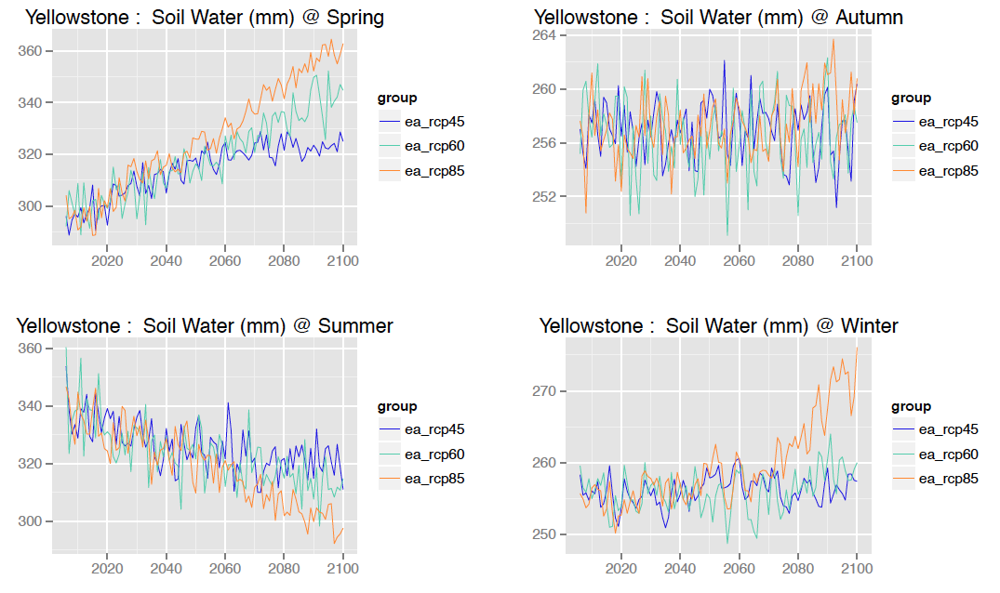 Yellowstone :  Soil Water (mm) @ Spring
360
340
320
300
2020 2040 2060 2080 2100
group
ea_rcp45
ea_rcp60
ea_rcp85
Yellowstone :  Soil Water (mm) @ Autumn
264
260
256
252
2020 2040 2060 2080 2100
group
ea_rcp45
ea_rcp60
ea_rcp85
Yellowstone :  Soil Water (mm) @ Summer
360
340
320
300
2020 2040 2060 2080 2100
group
ea_rcp45
ea_rcp60
ea_rcp85
Yellowstone :  Soil Water (mm) @ Winter
270
260
250
2020 2040 2060 2080 2100
group
ea_rcp45
ea_rcp60
ea_rcp85